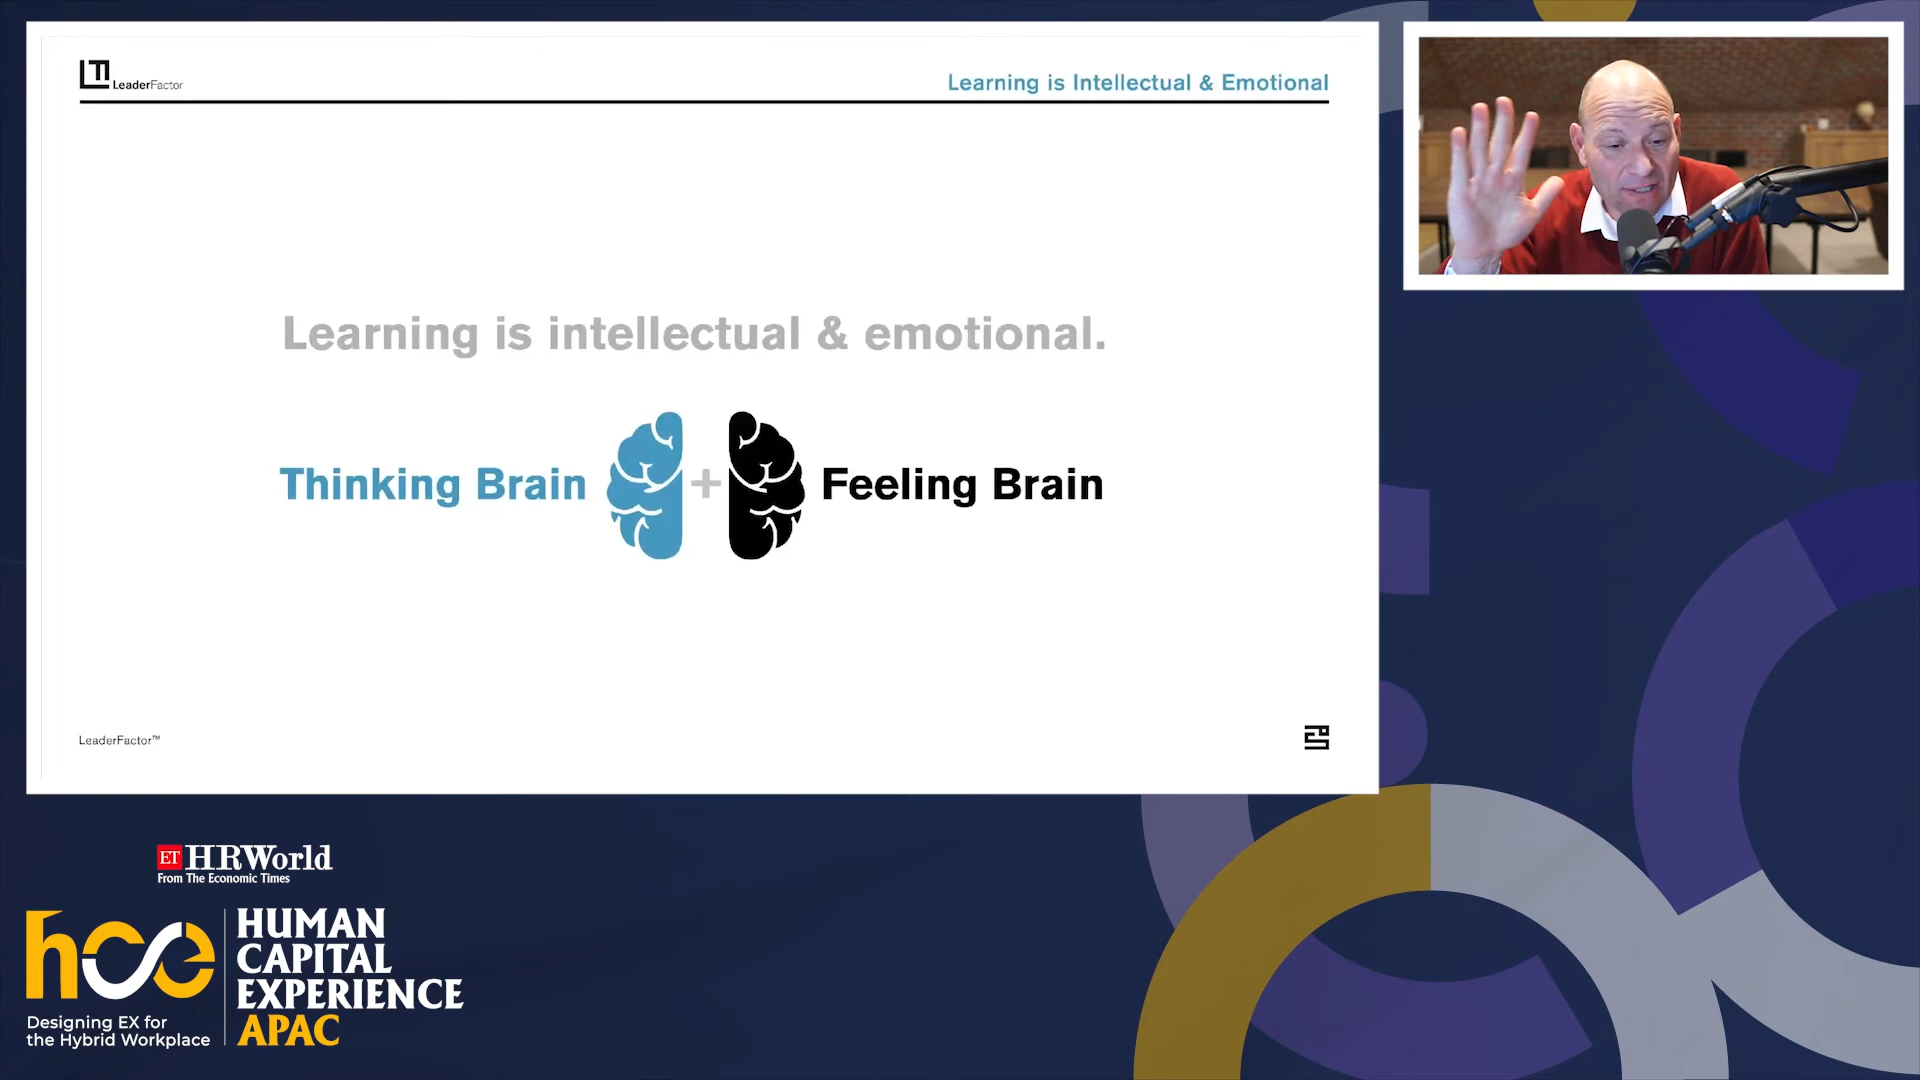 LeaderFactor
Learning is Intellectual & Emotional
Learning is intellectual & emotional.
Thinking Brain + Feeling Brain
LeaderFactor™
ET HRWorld
From The Economic Times
hce
Designing EX for
the Hybrid Workplace
HUMAN
CAPITAL
EXPERIENCE
APAC